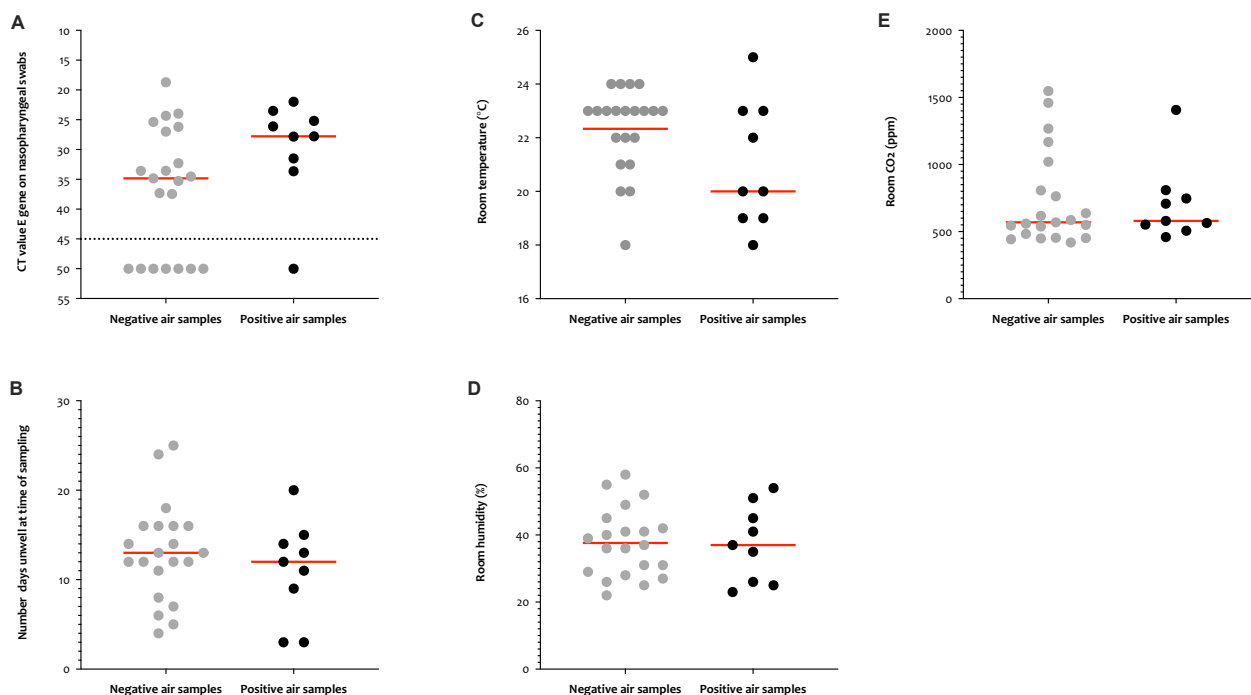 A
CT value E gene on nasopharyngeal swabs
10
15
20
25
30
35
40
45
50
55
Negative air samples Positive air samples
C
Room temperature (°C)
26
24
22
20
18
16
Negative air samples Positive air samples
E
Room CO2 (ppm)
2000
1500
1000
500
0
Negative air samples Positive air samples
B
Number days unwell at time of sampling
30
20
10
0
Negative air samples Positive air samples
D
Room humidity (%)
80
60
40
20
0
Negative air samples Positive air samples